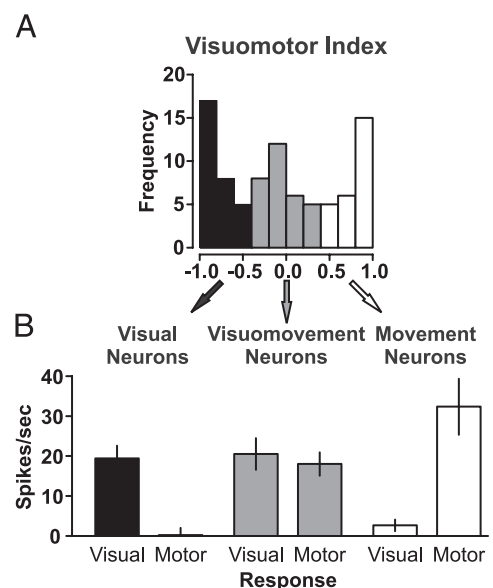 A
Visuomotor Index
Frequency
20
15
10
5
0
-1.0 -0.5 0.0 0.5 1.0
B
Visual Neurons
Visuomovement Neurons
Movement Neurons
Spikes/sec
40
30
20
10
0
Visual Motor Visual Motor Visual Motor
Response